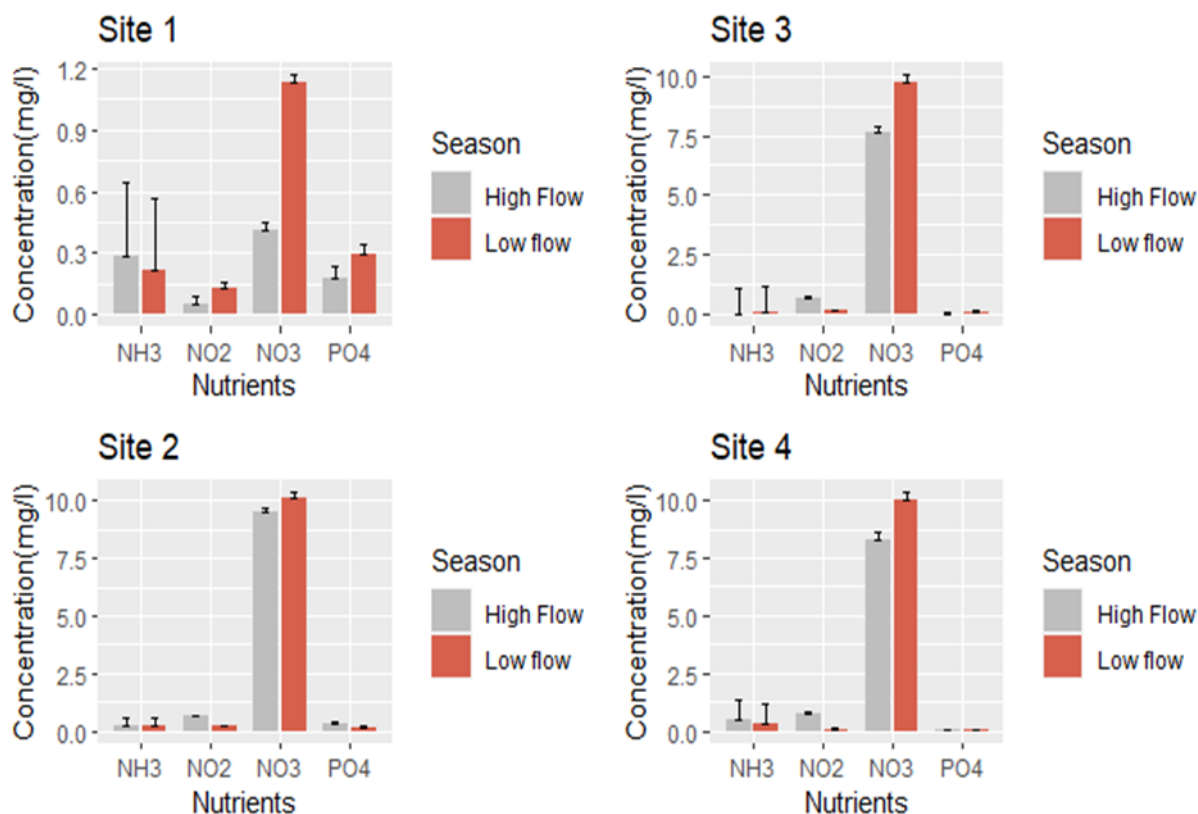 Site 1
Concentration(mg/l)
1.2
0.9
0.6
0.3
0.0
NH3 NO2 NO3 PO4
Nutrients
Season
High Flow
Low flow
Site 3
Concentration(mg/l)
10.0
7.5
5.0
2.5
0.0
NH3 NO2 NO3 PO4
Nutrients
Season
High Flow
Low flow
Site 2
Concentration(mg/l)
10.0
7.5
5.0
2.5
0.0
NH3 NO2 NO3 PO4
Nutrients
Season
High Flow
Low flow
Site 4
Concentration(mg/l)
10.0
7.5
5.0
2.5
0.0
NH3 NO2 NO3 PO4
Nutrients
Season
High Flow
Low flow